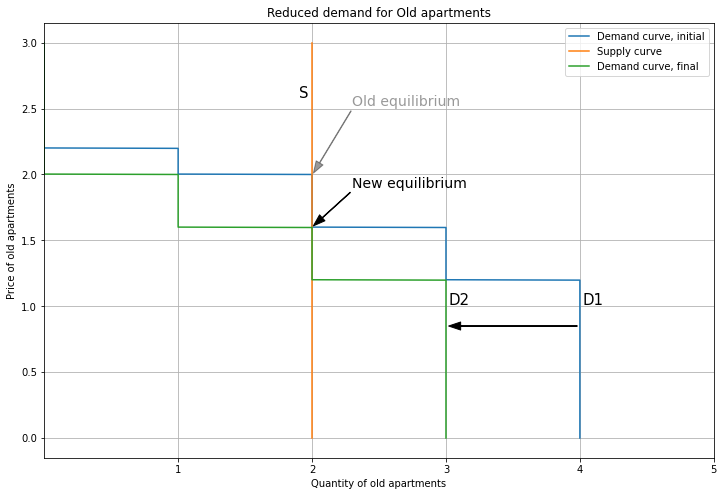 Reduced demand for Old apartments
Demand curve, initial
Supply curve
Demand curve, final
3.0
2.5
2.0
1.5
1.0
0.5
0.0
Price of old apartments
S
Old equilibrium
New equilibrium
D2
D1
1
2
3
4
5
Quantity of old apartments